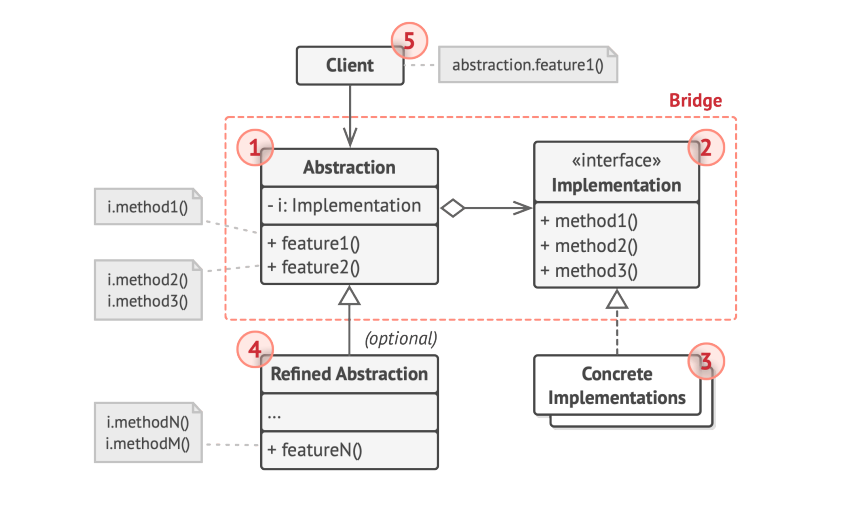 5
Client
abstraction.feature1()
Bridge
1
Abstraction
- i: Implementation
+ feature1()
+ feature2()
2
«interface»
Implementation
+ method1()
+ method2()
+ method3()
i.method1()
i.method2()
i.method3()
(optional)
4
Refined Abstraction
...
+ featureN()
3
Concrete
Implementations
i.methodN()
i.methodM()